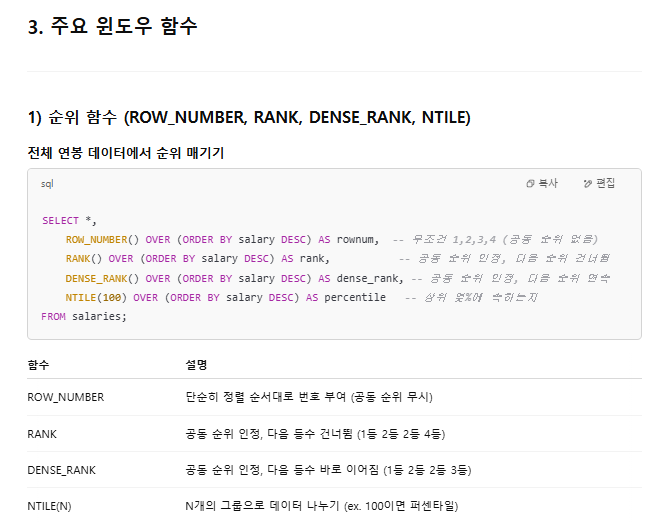 3. 주요 윈도우 함수
1) 순위 함수 (ROW_NUMBER, RANK, DENSE_RANK, NTILE)
전체 연봉 데이터에서 순위 매기기
sql 복사 편집
SELECT *,
ROW_NUMBER() OVER (ORDER BY salary DESC) AS rownum, -- 무조건 1,2,3,4 (공동 순위 없음)
RANK() OVER (ORDER BY salary DESC) AS rank, -- 공동 순위 인정, 다음 순위 건너뜀
DENSE_RANK() OVER (ORDER BY salary DESC) AS dense_rank, -- 공동 순위 인정, 다음 순위 연속
NTILE(100) OVER (ORDER BY salary DESC) AS percentile -- 상위 몇%에 속하는지
FROM salaries;
함수 설명
ROW_NUMBER 단순히 정렬 순서대로 번호 부여 (공동 순위 무시)
RANK 공동 순위 인정, 다음 등수 건너뜀 (1등 2등 2등 4등)
DENSE_RANK 공동 순위 인정, 다음 등수 바로 이어짐 (1등 2등 2등 3등)
NTILE(N) N개의 그룹으로 데이터 나누기 (ex. 100이면 퍼센타일)